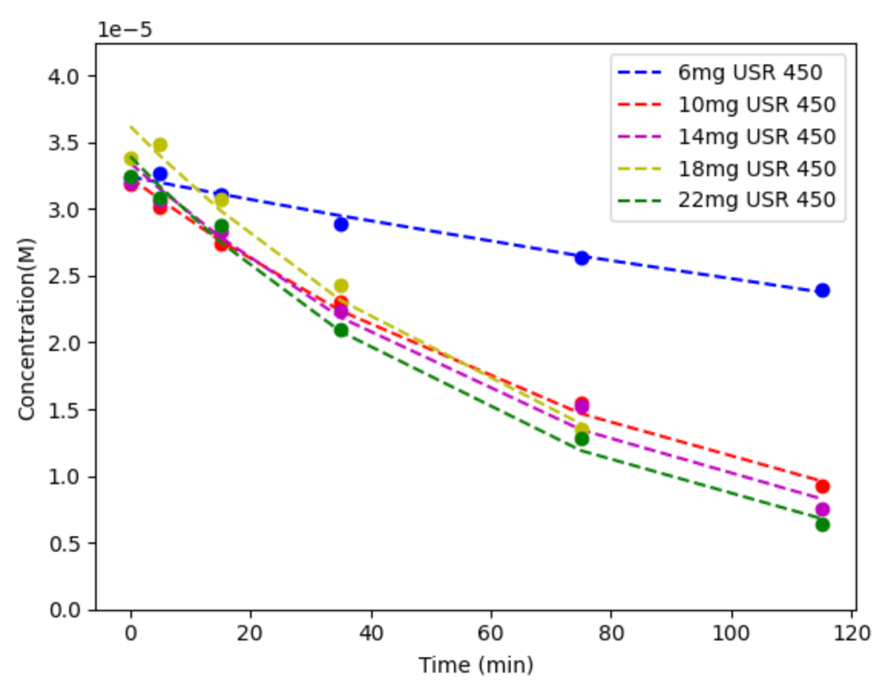 1e−5
4.0
3.5
3.0
2.5
2.0
1.5
1.0
0.5
0.0
Concentration(M)
6mg USR 450
10mg USR 450
14mg USR 450
18mg USR 450
22mg USR 450
0 20 40 60 80 100 120
Time (min)